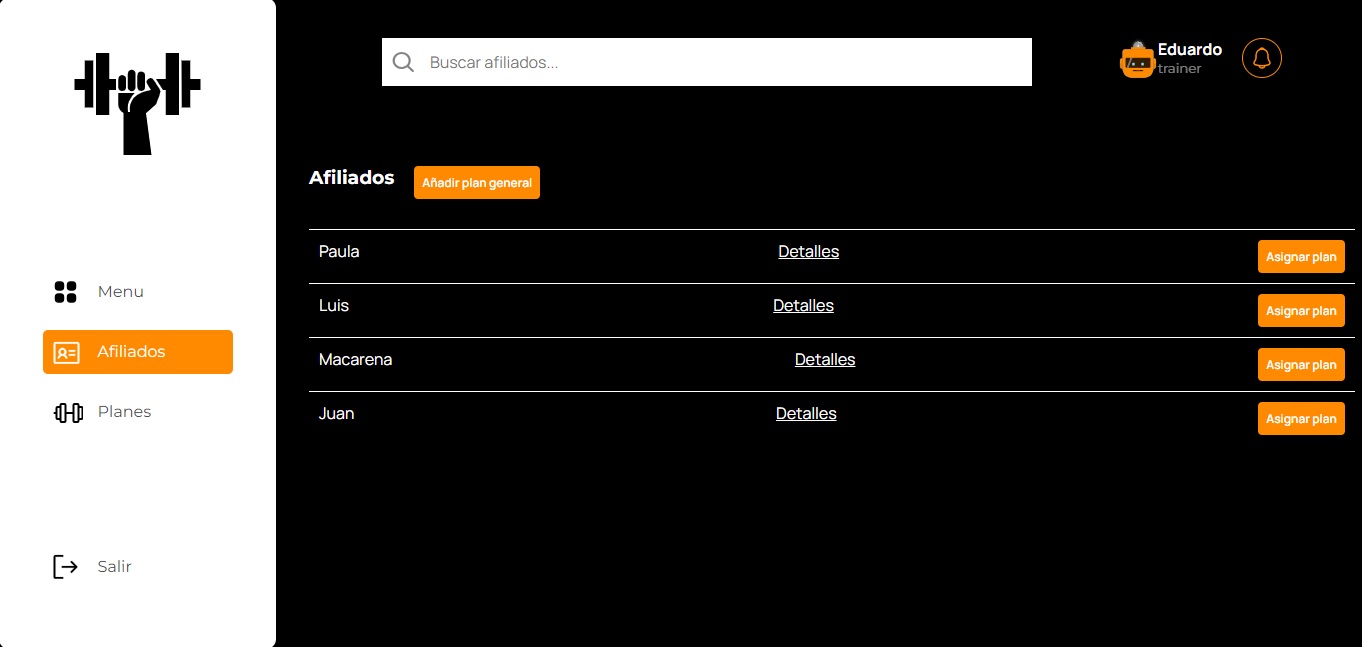 Buscar afiliados...
Eduardo
trainer
Afiliados
Añadir plan general
Paula Detalles Asignar plan
Luis Detalles Asignar plan
Macarena Detalles Asignar plan
Juan Detalles Asignar plan
Menu
Afiliados
Planes
Salir